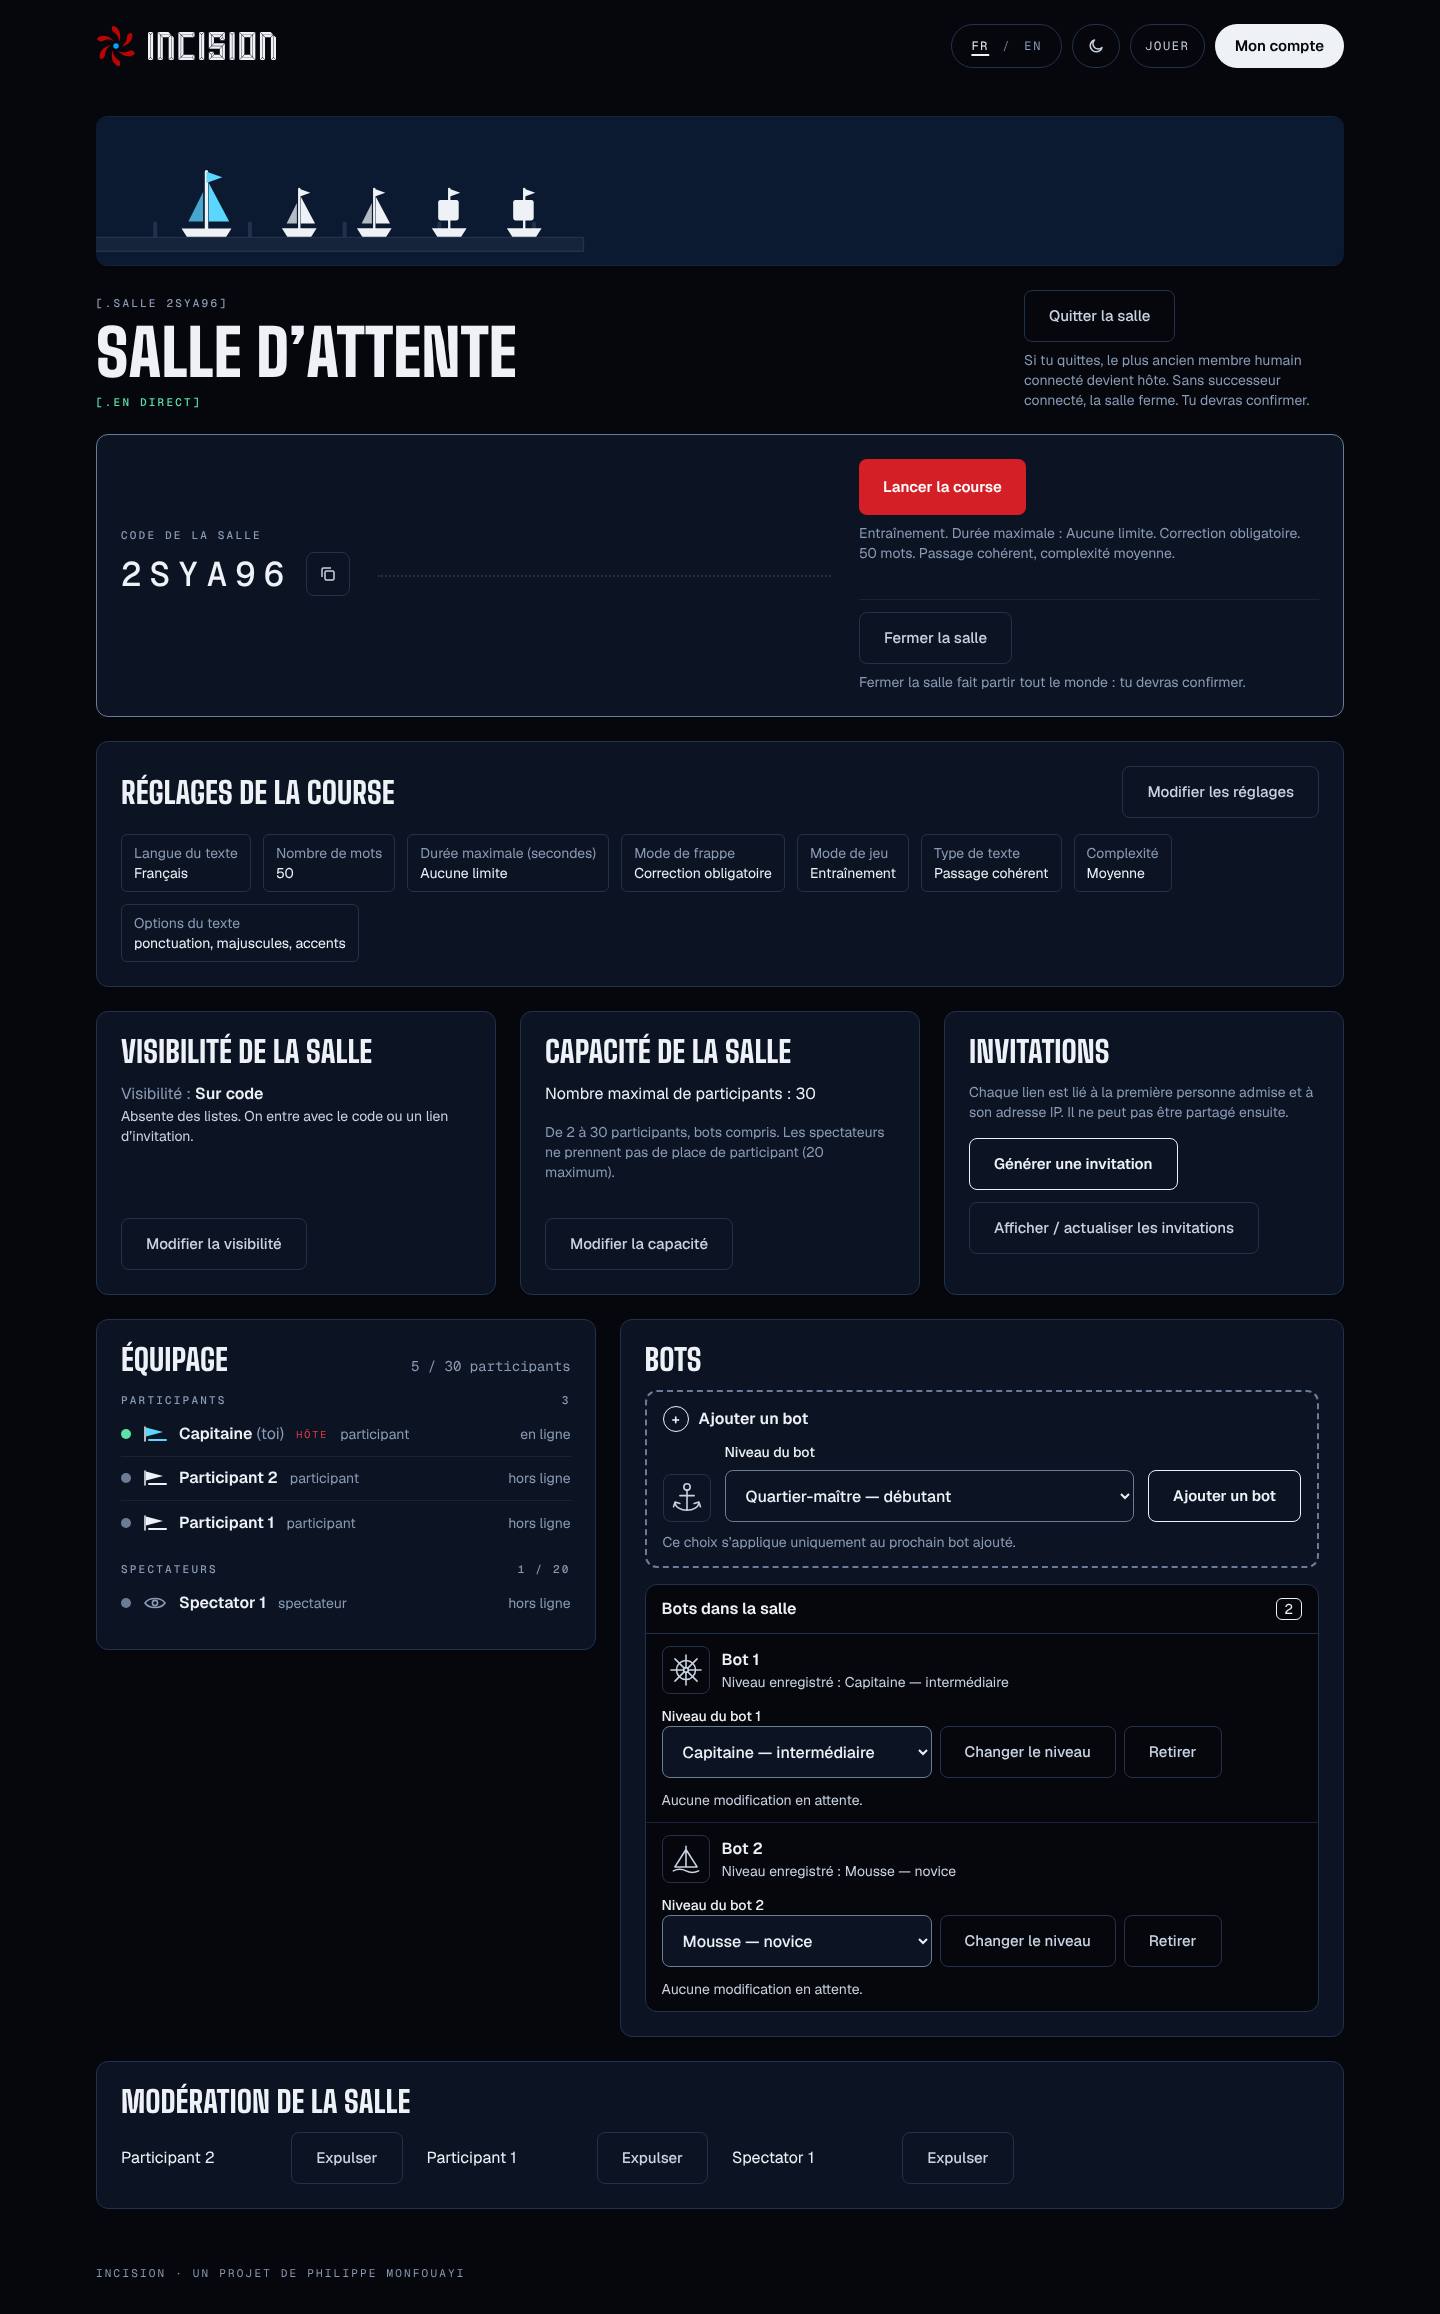 INCISION
FR / EN
JOUER
Mon compte
[.SALLE 2SYA96]
SALLE D’ATTENTE
[.EN DIRECT]
Quitter la salle
Si tu quittes, le plus ancien membre humain
connecté devient hôte. Sans successeur
connecté, la salle ferme. Tu devras confirmer.
CODE DE LA SALLE
2SYA96
Lancer la course
Entraînement. Durée maximale : Aucune limite. Correction obligatoire.
50 mots. Passage cohérent, complexité moyenne.
Fermer la salle
Fermer la salle fait partir tout le monde : tu devras confirmer.
RÉGLAGES DE LA COURSE
Modifier les réglages
Langue du texte
Français
Nombre de mots
50
Durée maximale (secondes)
Aucune limite
Mode de frappe
Correction obligatoire
Mode de jeu
Entraînement
Type de texte
Passage cohérent
Complexité
Moyenne
Options du texte
ponctuation, majuscules, accents
VISIBILITÉ DE LA SALLE
Visibilité : Sur code
Absente des listes. On entre avec le code ou un lien
d’invitation.
Modifier la visibilité
CAPACITÉ DE LA SALLE
Nombre maximal de participants : 30
De 2 à 30 participants, bots compris. Les spectateurs
ne prennent pas de place de participant (20
maximum).
Modifier la capacité
INVITATIONS
Chaque lien est lié à la première personne admise et à
son adresse IP. Il ne peut pas être partagé ensuite.
Générer une invitation
Afficher / actualiser les invitations
ÉQUIPAGE
5 / 30 participants
PARTICIPANTS 3
Capitaine (toi) HÔTE participant en ligne
Participant 2 participant hors ligne
Participant 1 participant hors ligne
SPECTATEURS 1 / 20
Spectator 1 spectateur hors ligne
BOTS
+ Ajouter un bot
Niveau du bot
Quartier-maître — débutant
Ajouter un bot
Ce choix s’applique uniquement au prochain bot ajouté.
Bots dans la salle 2
Bot 1
Niveau enregistré : Capitaine — intermédiaire
Niveau du bot 1
Capitaine — intermédiaire
Changer le niveau
Retirer
Aucune modification en attente.
Bot 2
Niveau enregistré : Mousse — novice
Niveau du bot 2
Mousse — novice
Changer le niveau
Retirer
Aucune modification en attente.
MODÉRATION DE LA SALLE
Participant 2 Expulser Participant 1 Expulser Spectator 1 Expulser
INCISION · UN PROJET DE PHILIPPE MONFOUAYI